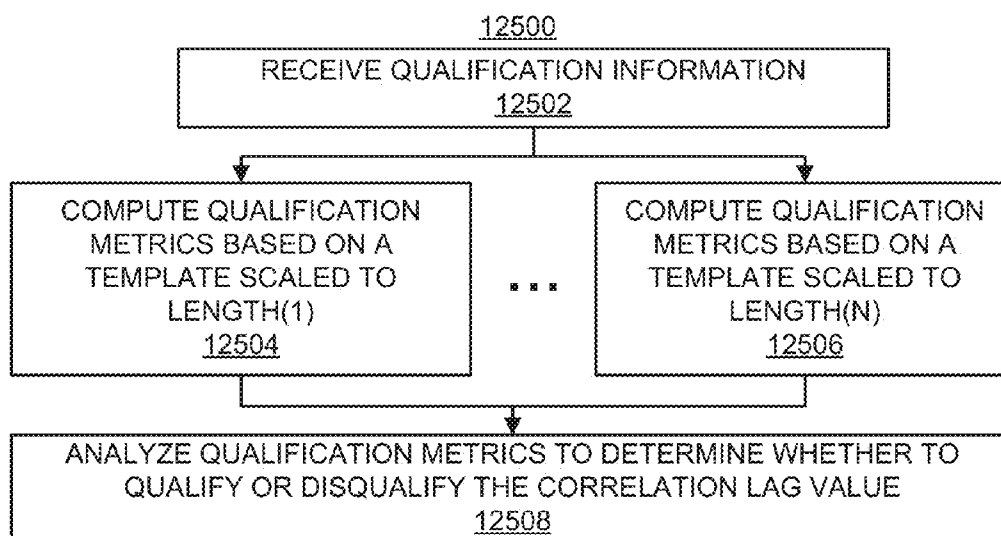 12500
RECEIVE QUALIFICATION INFORMATION
12502
COMPUTE QUALIFICATION
METRICS BASED ON A
TEMPLATE SCALED TO
LENGTH(1)
12504
...
COMPUTE QUALIFICATION
METRICS BASED ON A
TEMPLATE SCALED TO
LENGTH(N)
12506
ANALYZE QUALIFICATION METRICS TO DETERMINE WHETHER TO
QUALIFY OR DISQUALIFY THE CORRELATION LAG VALUE
12508